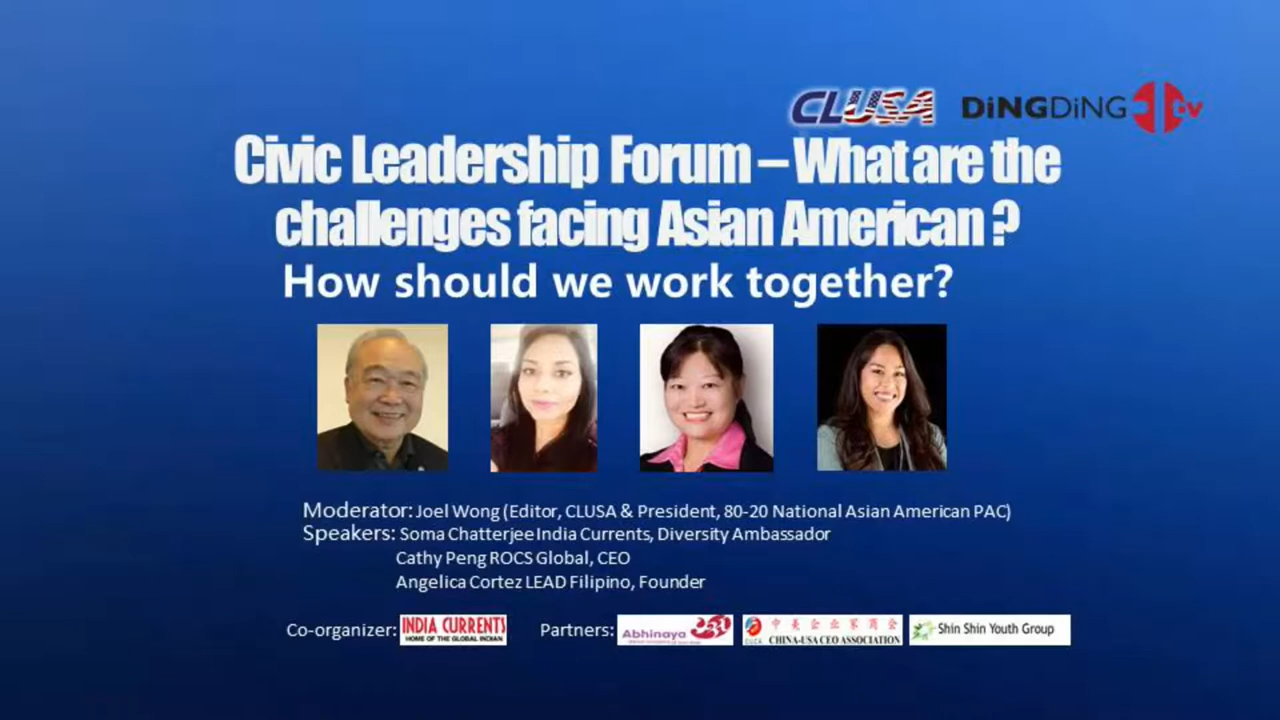 CLUSA DiNGDiNG TV
Civic Leadership Forum – What are the
challenges facing Asian American ?
How should we work together?
Moderator: Joel Wong (Editor, CLUSA & President, 80-20 National Asian American PAC)
Speakers: Soma Chatterjee India Currents, Diversity Ambassador
Cathy Peng ROCS Global, CEO
Angelica Cortez LEAD Filipino, Founder
Co-organizer: INDIA CURRENTS Partners: Abhinaya 中美企业家商会 Shin Shin Youth Group
HOME OF THE GLOBAL INDIAN CUCA CHINA-USA CEO ASSOCIATION